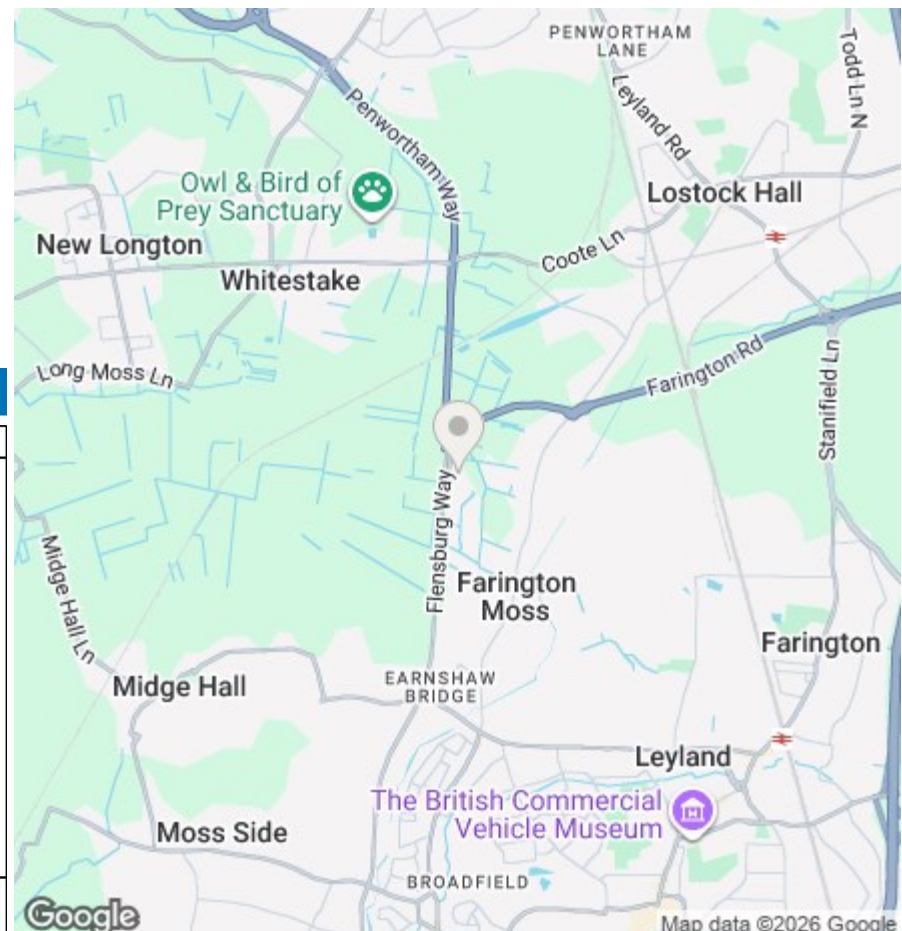 PENWORTHAM
LANE
Leyland Rd
Todd Ln N
Penwortham Way
Owl & Bird of
Prey Sanctuary
Lostock Hall
New Longton
Coote Ln
Whitestake
Long Moss Ln
Farington Rd
Stanifield Ln
Flensburg Way
Midge Hall Ln
Farington
Moss
Farington
Midge Hall
EARNSHAW
BRIDGE
Leyland
The British Commercial
Vehicle Museum
Moss Side
BROADFIELD
Google
Map data ©2026 Google